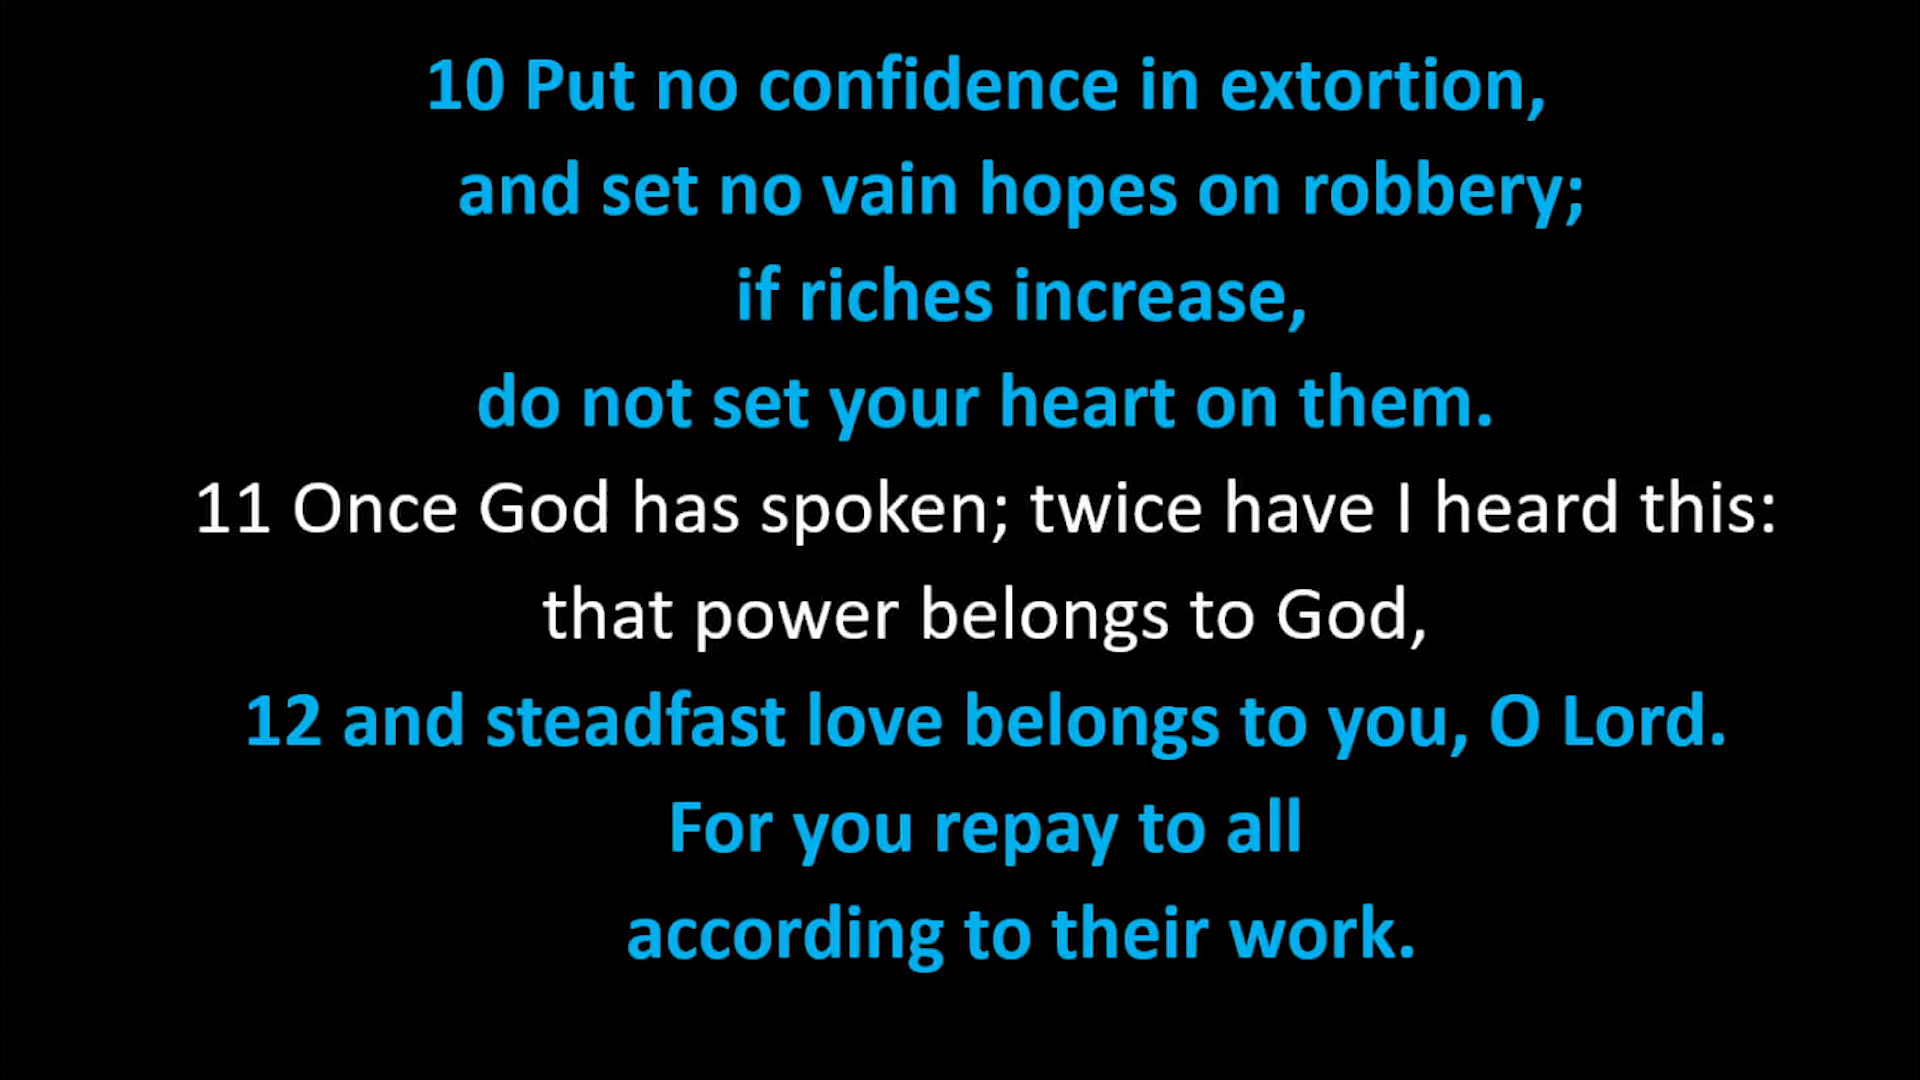 10 Put no confidence in extortion,
and set no vain hopes on robbery;
if riches increase,
do not set your heart on them.
11 Once God has spoken; twice have I heard this:
that power belongs to God,
12 and steadfast love belongs to you, O Lord.
For you repay to all
according to their work.